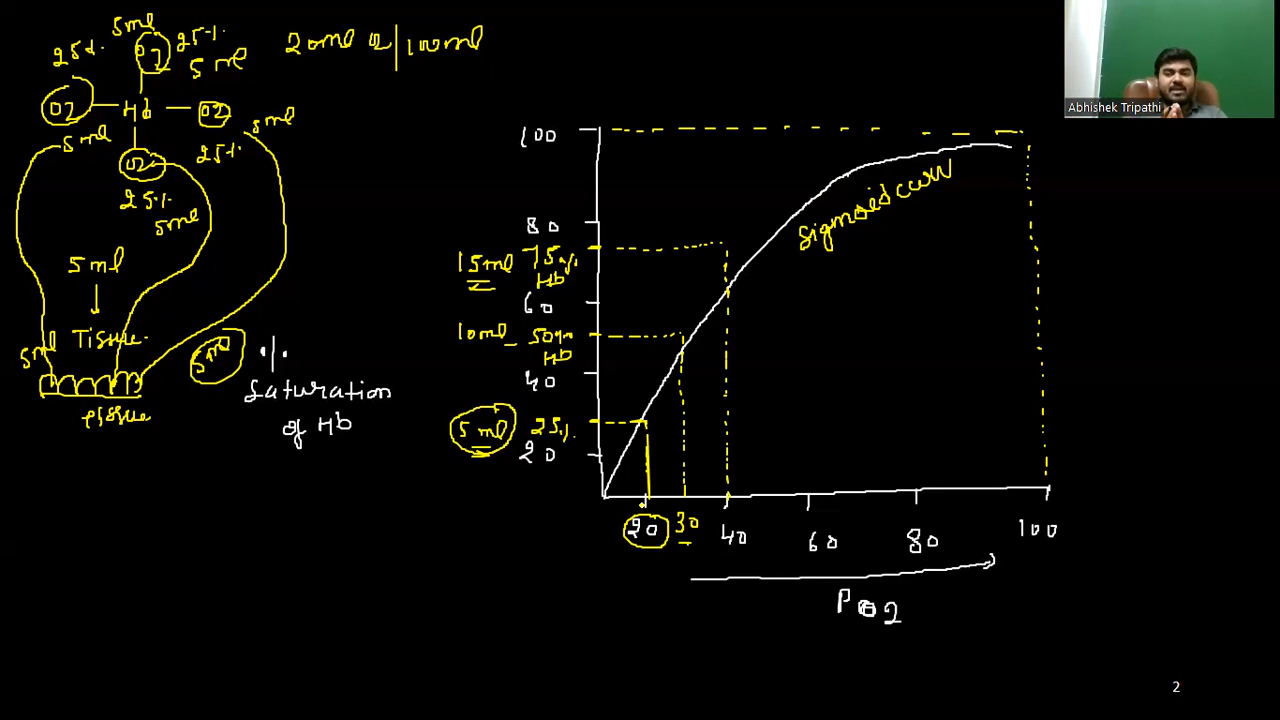 5ml
25% O2 25%
5ml
20ml O2/100ml
O2 Hb O2
5ml 5ml
O2 25%
25%
5ml
5ml
Tissue
5ml 5ml
tissue
%
Saturation
of Hb
100
80
15ml 75% Hb
60
10ml 50% Hb
40
5ml 25%
20
Sigmoid curv
20 30 40 60 80 100
PO2
Abhishek Tripathi
2